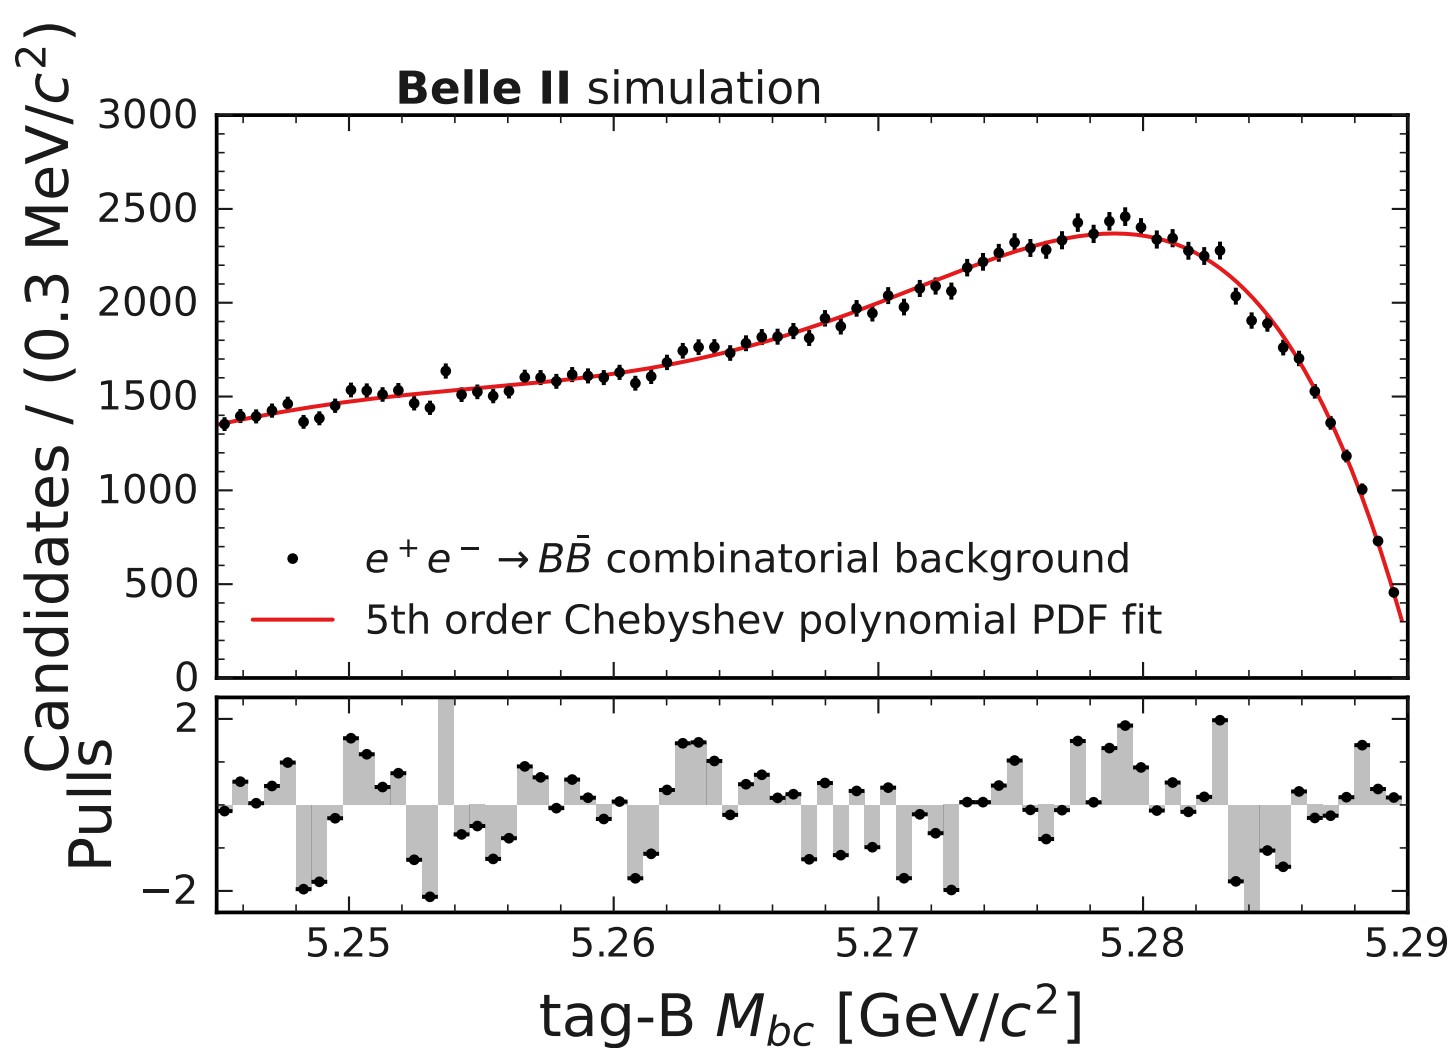 Belle II simulation
Candidates / (0.3 MeV/c²)
3000
2500
2000
1500
1000
500
0
e⁺e⁻ → BB̄ combinatorial background
5th order Chebyshev polynomial PDF fit
Pulls
2
−2
5.25 5.26 5.27 5.28 5.29
tag-B M_bc [GeV/c²]